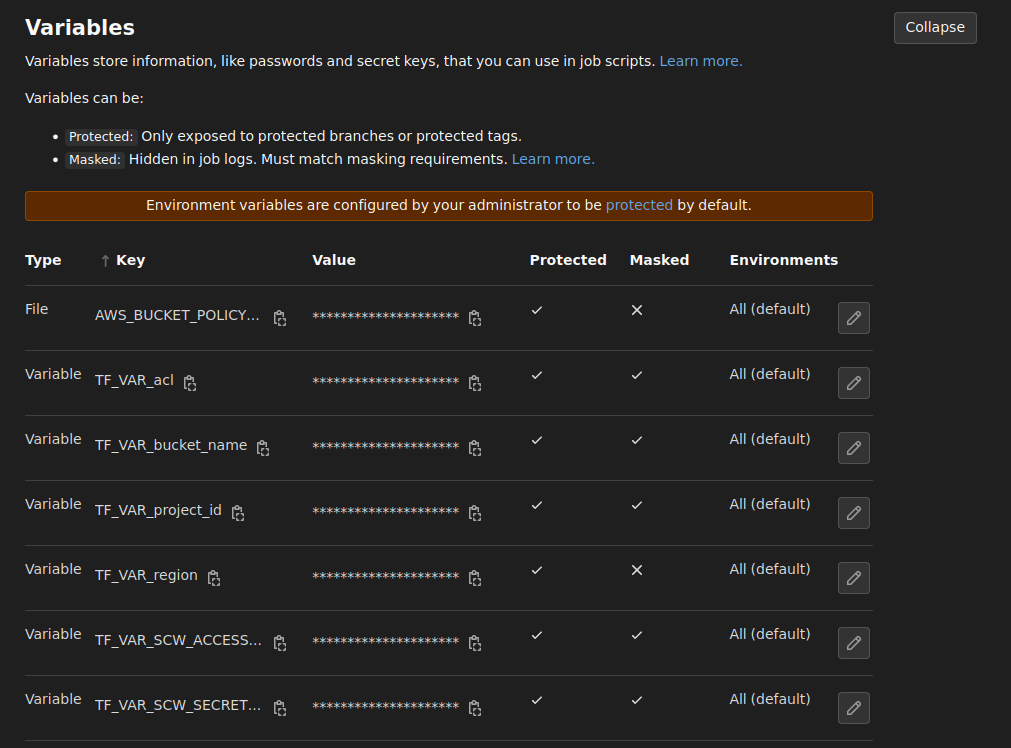 Variables
Collapse
Variables store information, like passwords and secret keys, that you can use in job scripts. Learn more.
Variables can be:
• Protected: Only exposed to protected branches or protected tags.
• Masked: Hidden in job logs. Must match masking requirements. Learn more.
Environment variables are configured by your administrator to be protected by default.
Type ↑ Key Value Protected Masked Environments
File AWS_BUCKET_POLICY... ********************* ✓ ✕ All (default)
Variable TF_VAR_acl ********************* ✓ ✓ All (default)
Variable TF_VAR_bucket_name ********************* ✓ ✓ All (default)
Variable TF_VAR_project_id ********************* ✓ ✓ All (default)
Variable TF_VAR_region ********************* ✓ ✕ All (default)
Variable TF_VAR_SCW_ACCESS... ********************* ✓ ✓ All (default)
Variable TF_VAR_SCW_SECRET... ********************* ✓ ✓ All (default)